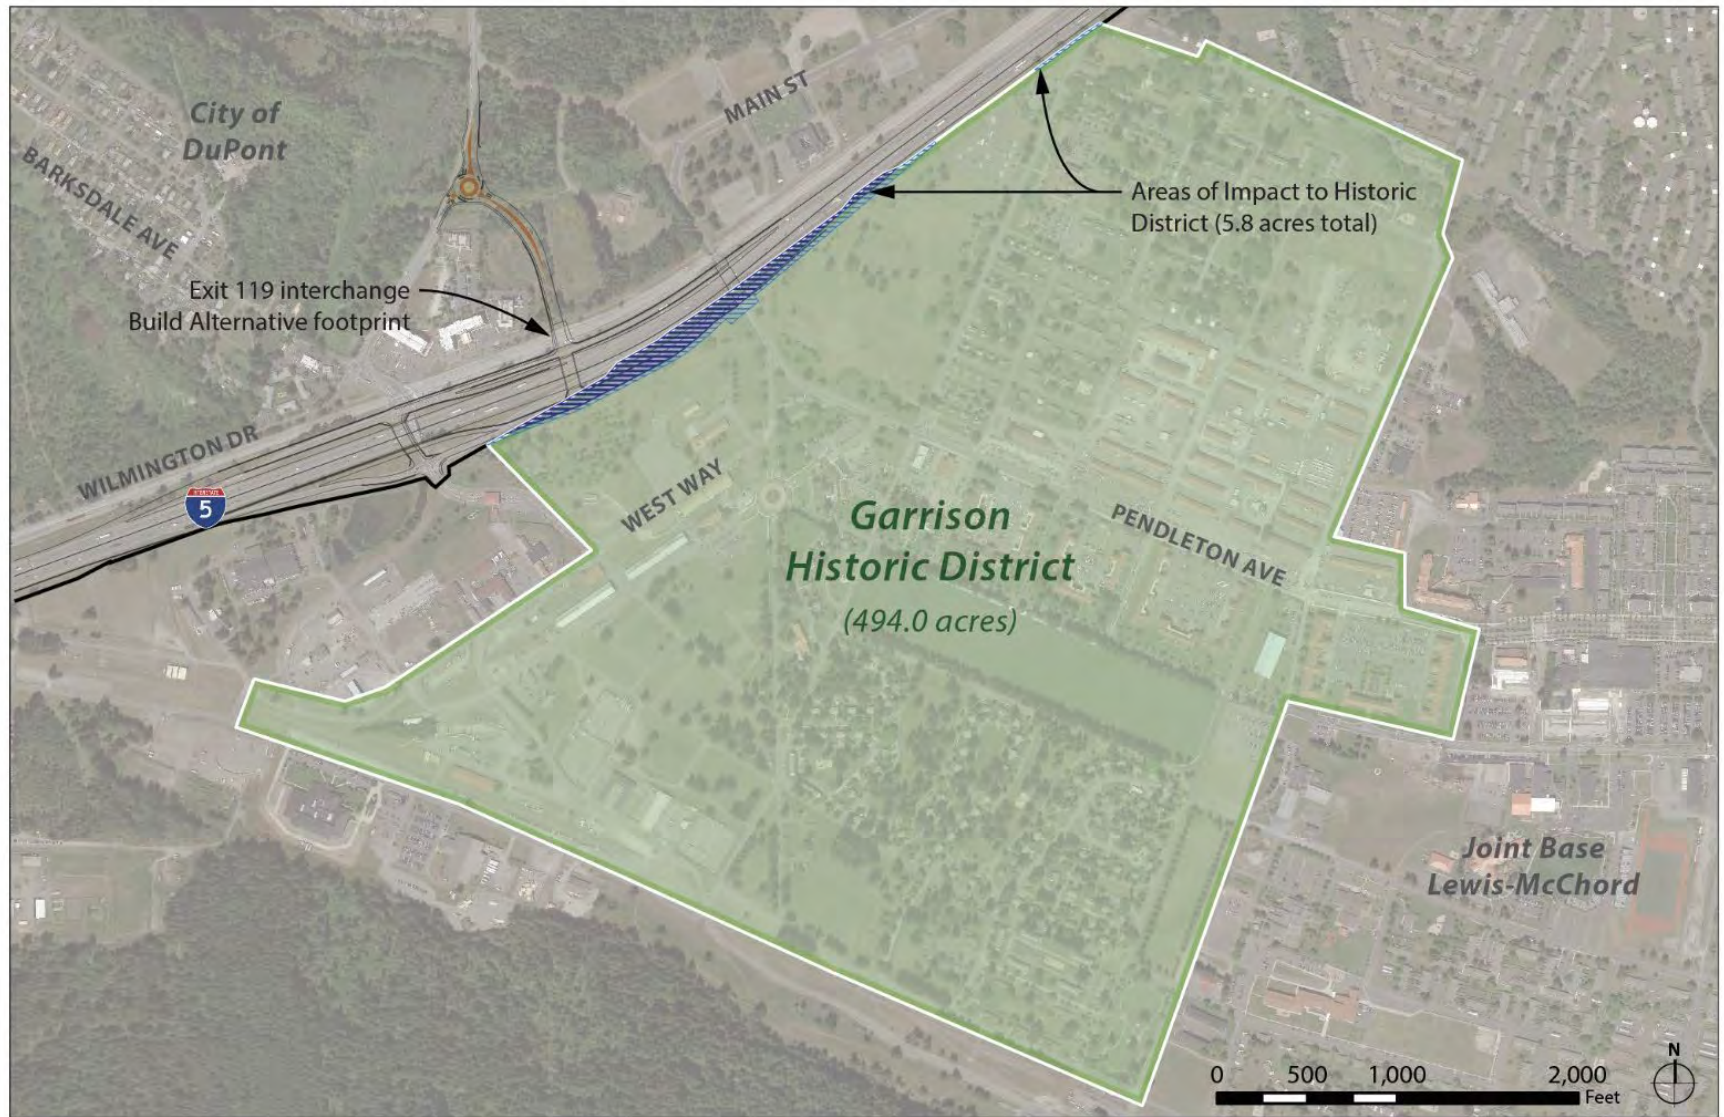 City of
DuPont
BARKSDALE AVE
MAIN ST
Areas of Impact to Historic
District (5.8 acres total)
Exit 119 interchange
Build Alternative footprint
WILMINGTON DR
INTERSTATE
5
WEST WAY
Garrison
Historic District
(494.0 acres)
PENDLETON AVE
Joint Base
Lewis-McChord
N
0 500 1,000 2,000
Feet